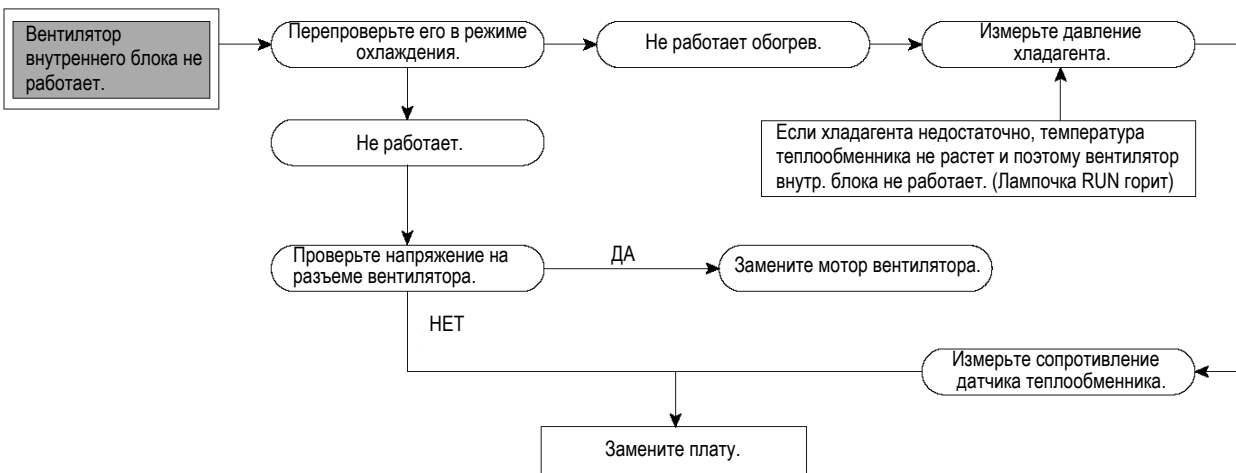 Вентилятор
внутреннего блока не
работает.
Перепроверьте его в режиме
охлаждения.
Не работает обогрев.
Измерьте давление
хладагента.
Не работает.
Если хладагента недостаточно, температура
теплообменника не растет и поэтому вентилятор
внутр. блока не работает. (Лампочка RUN горит)
Проверьте напряжение на
разъеме вентилятора.
ДА
Замените мотор вентилятора.
НЕТ
Измерьте сопротивление
датчика теплообменника.
Замените плату.